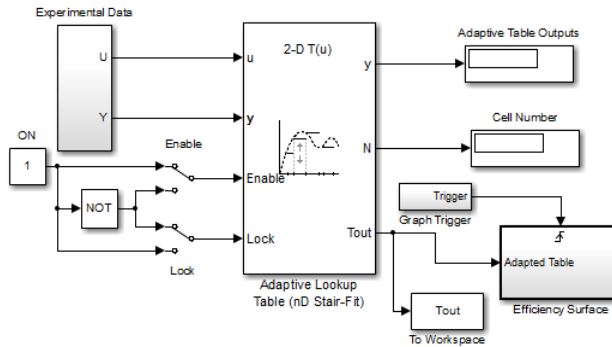 Experimental Data
U
Y
ON
1
NOT
Enable
Lock
2-D T(u)
u
y
Enable
Lock
y
N
Tout
Adaptive Lookup
Table (nD Stair-Fit)
Adaptive Table Outputs
Cell Number
Trigger
Graph Trigger
Adapted Table
Efficiency Surface
Tout
To Workspace